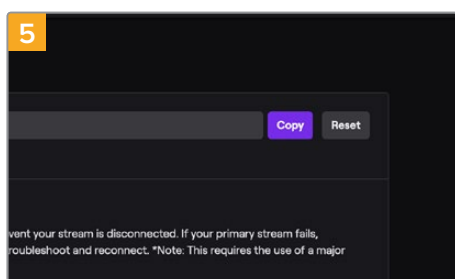 5
Copy Reset
vent your stream is disconnected. If your primary stream fails,
roubleshoot and reconnect. *Note: This requires the use of a major